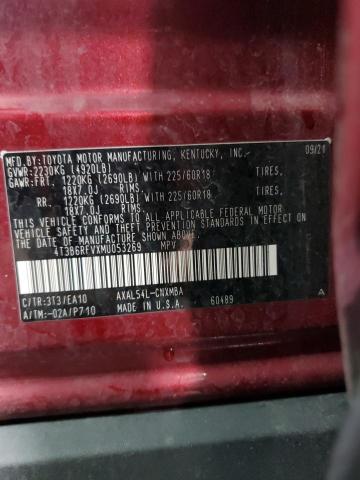 MFD.BY:TOYOTA MOTOR MANUFACTURING, KENTUCKY, INC. 09/21
GVWR:2230KG (4920LB)
GAWR:FRT. 1220KG (2690LB) WITH 225/60R18 TIRES,
18X7.0J RIMS
RR. 1220KG (2690LB) WITH 225/60R18 TIRES,
18X7.0J RIMS
THIS VEHICLE CONFORMS TO ALL APPLICABLE FEDERAL MOTOR
VEHICLE SAFETY AND THEFT PREVENTION STANDARDS IN
EFFECT ON THE DATE OF MANUFACTURE SHOWN ABOVE.
4T3B6RFVXMU053269 MPV
C/TR:3T3/EA10 AXAL54L-CNXMBA A
A/TM:-02A/P710 MADE IN U.S.A. 60489